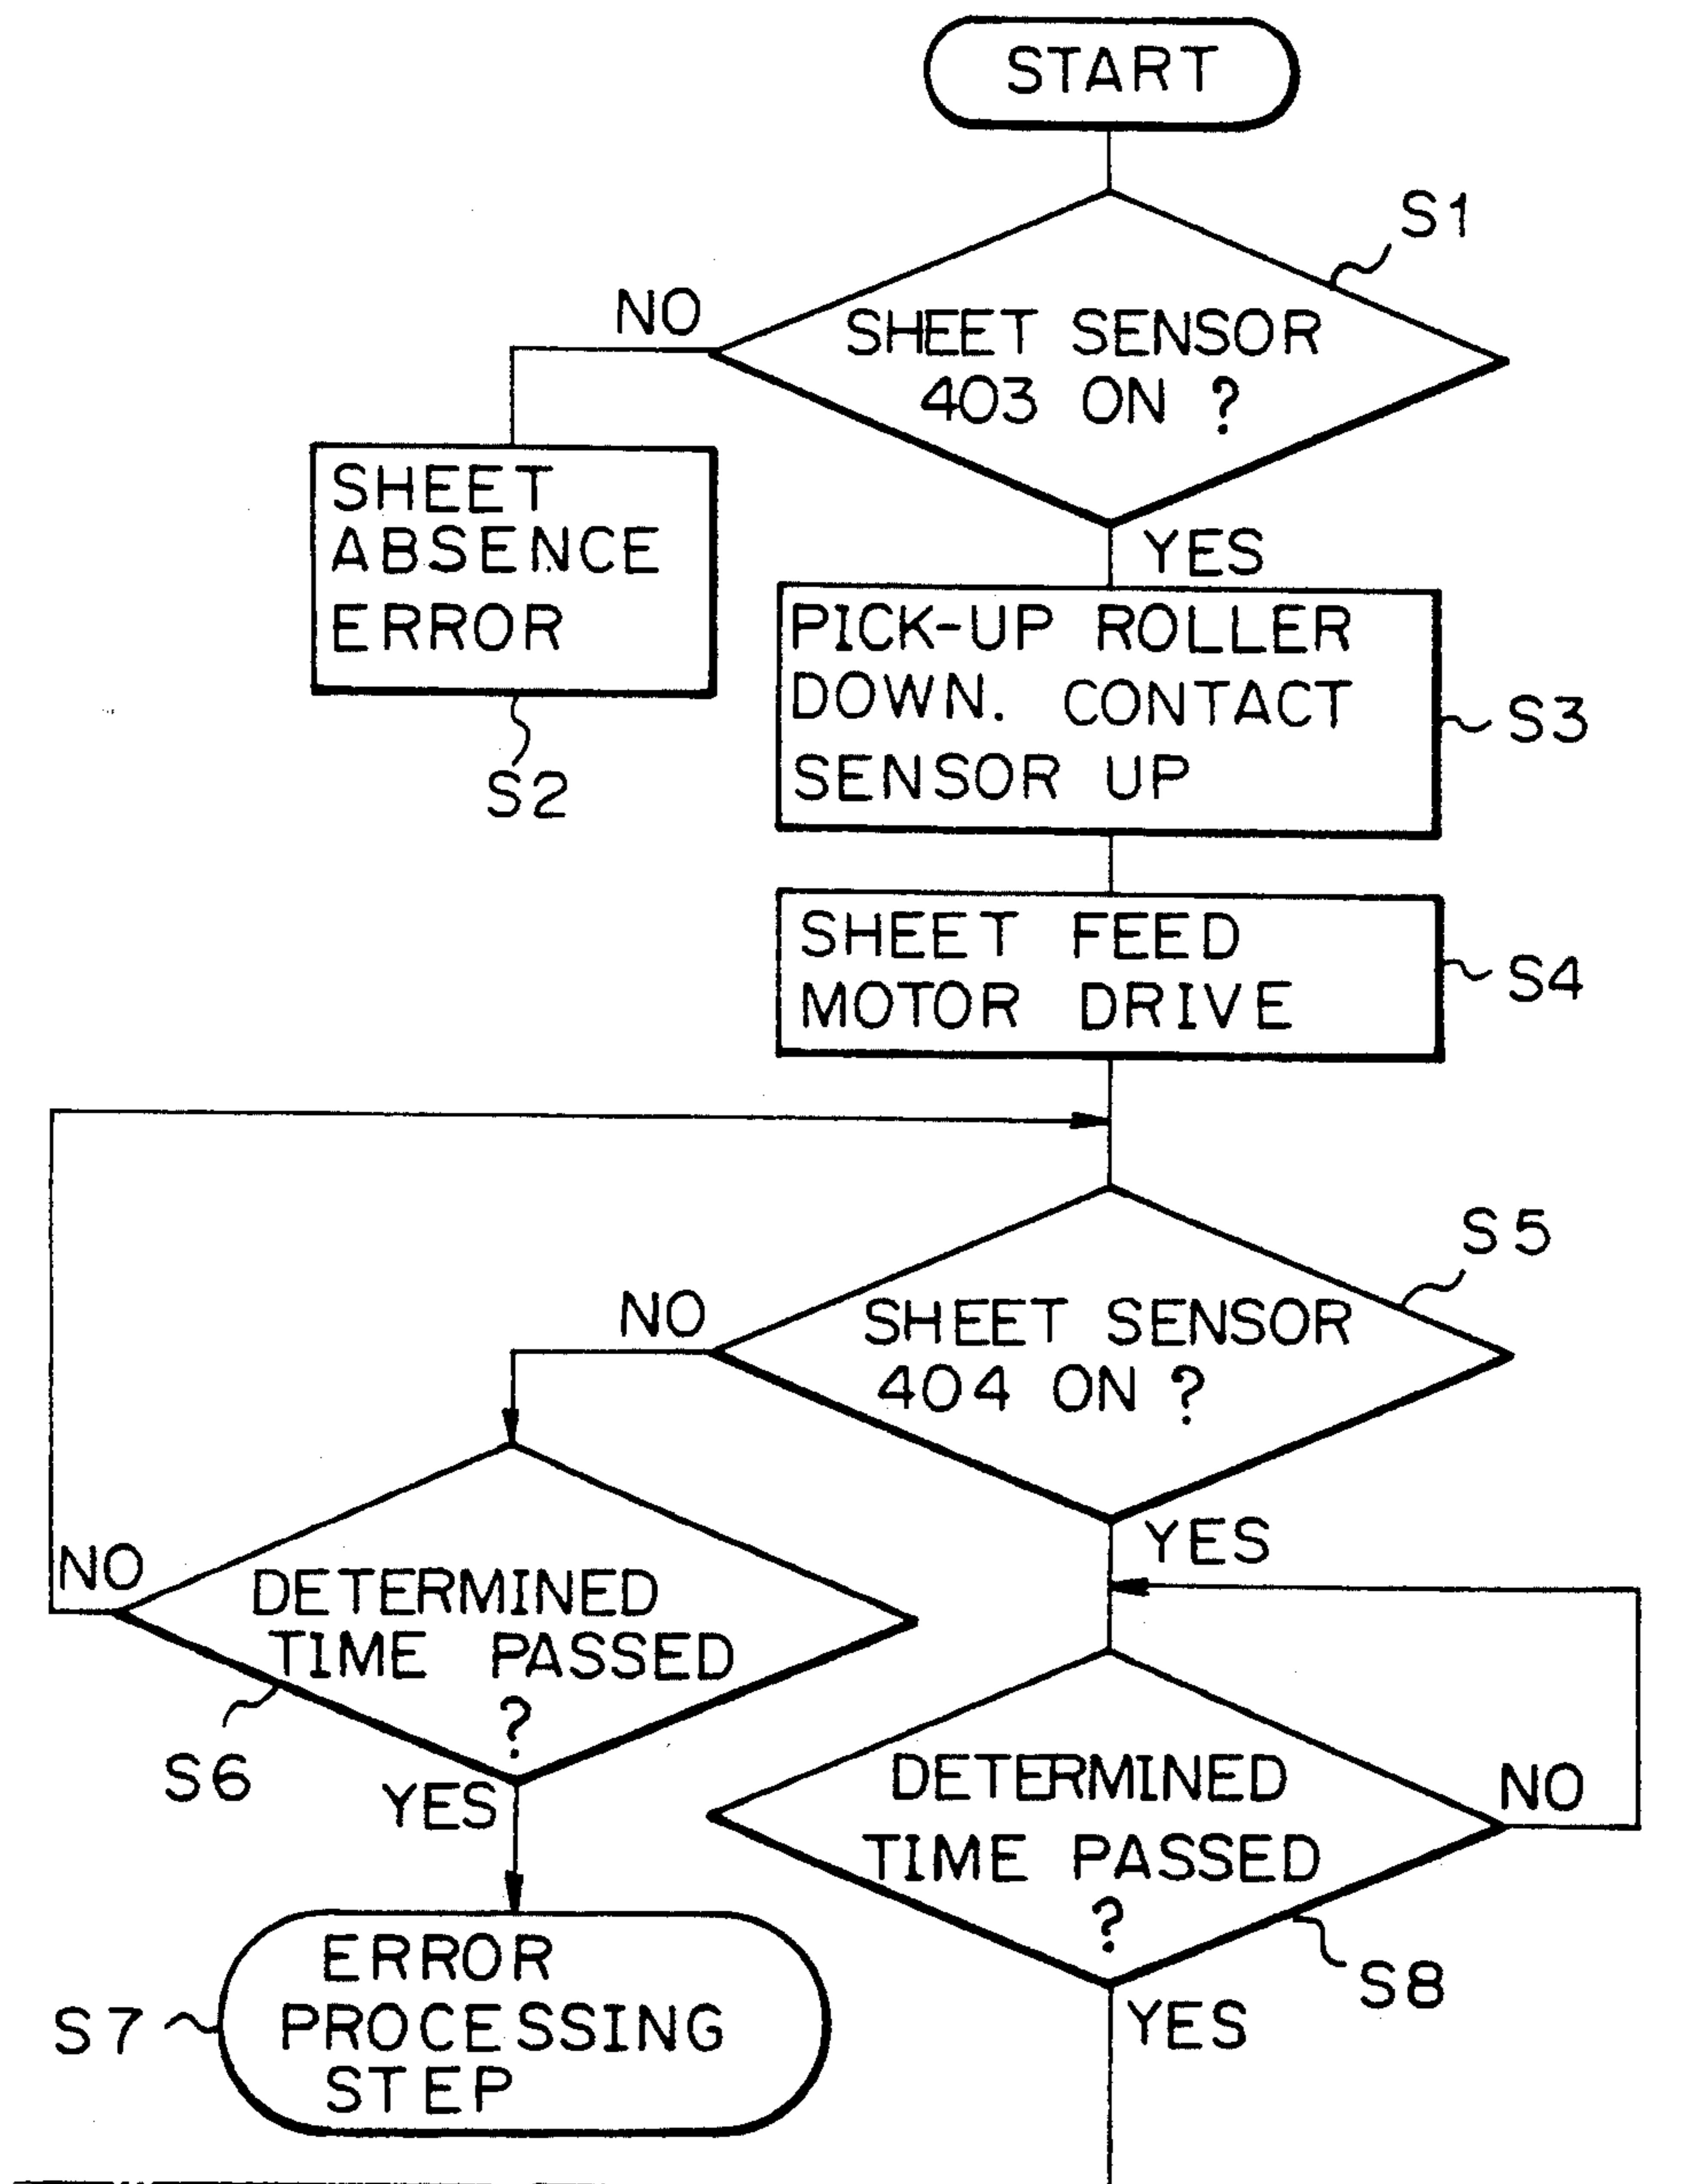 START
S1
NO
SHEET SENSOR
403 ON ?
SHEET
ABSENCE
ERROR
YES
S2
PICK-UP ROLLER
DOWN. CONTACT
SENSOR UP
S3
SHEET FEED
MOTOR DRIVE
S4
S5
NO
SHEET SENSOR
404 ON ?
YES
NO
DETERMINED
TIME PASSED
?
S6
YES
DETERMINED
TIME PASSED
?
NO
S8
YES
ERROR
PROCESSING
STEP
S7